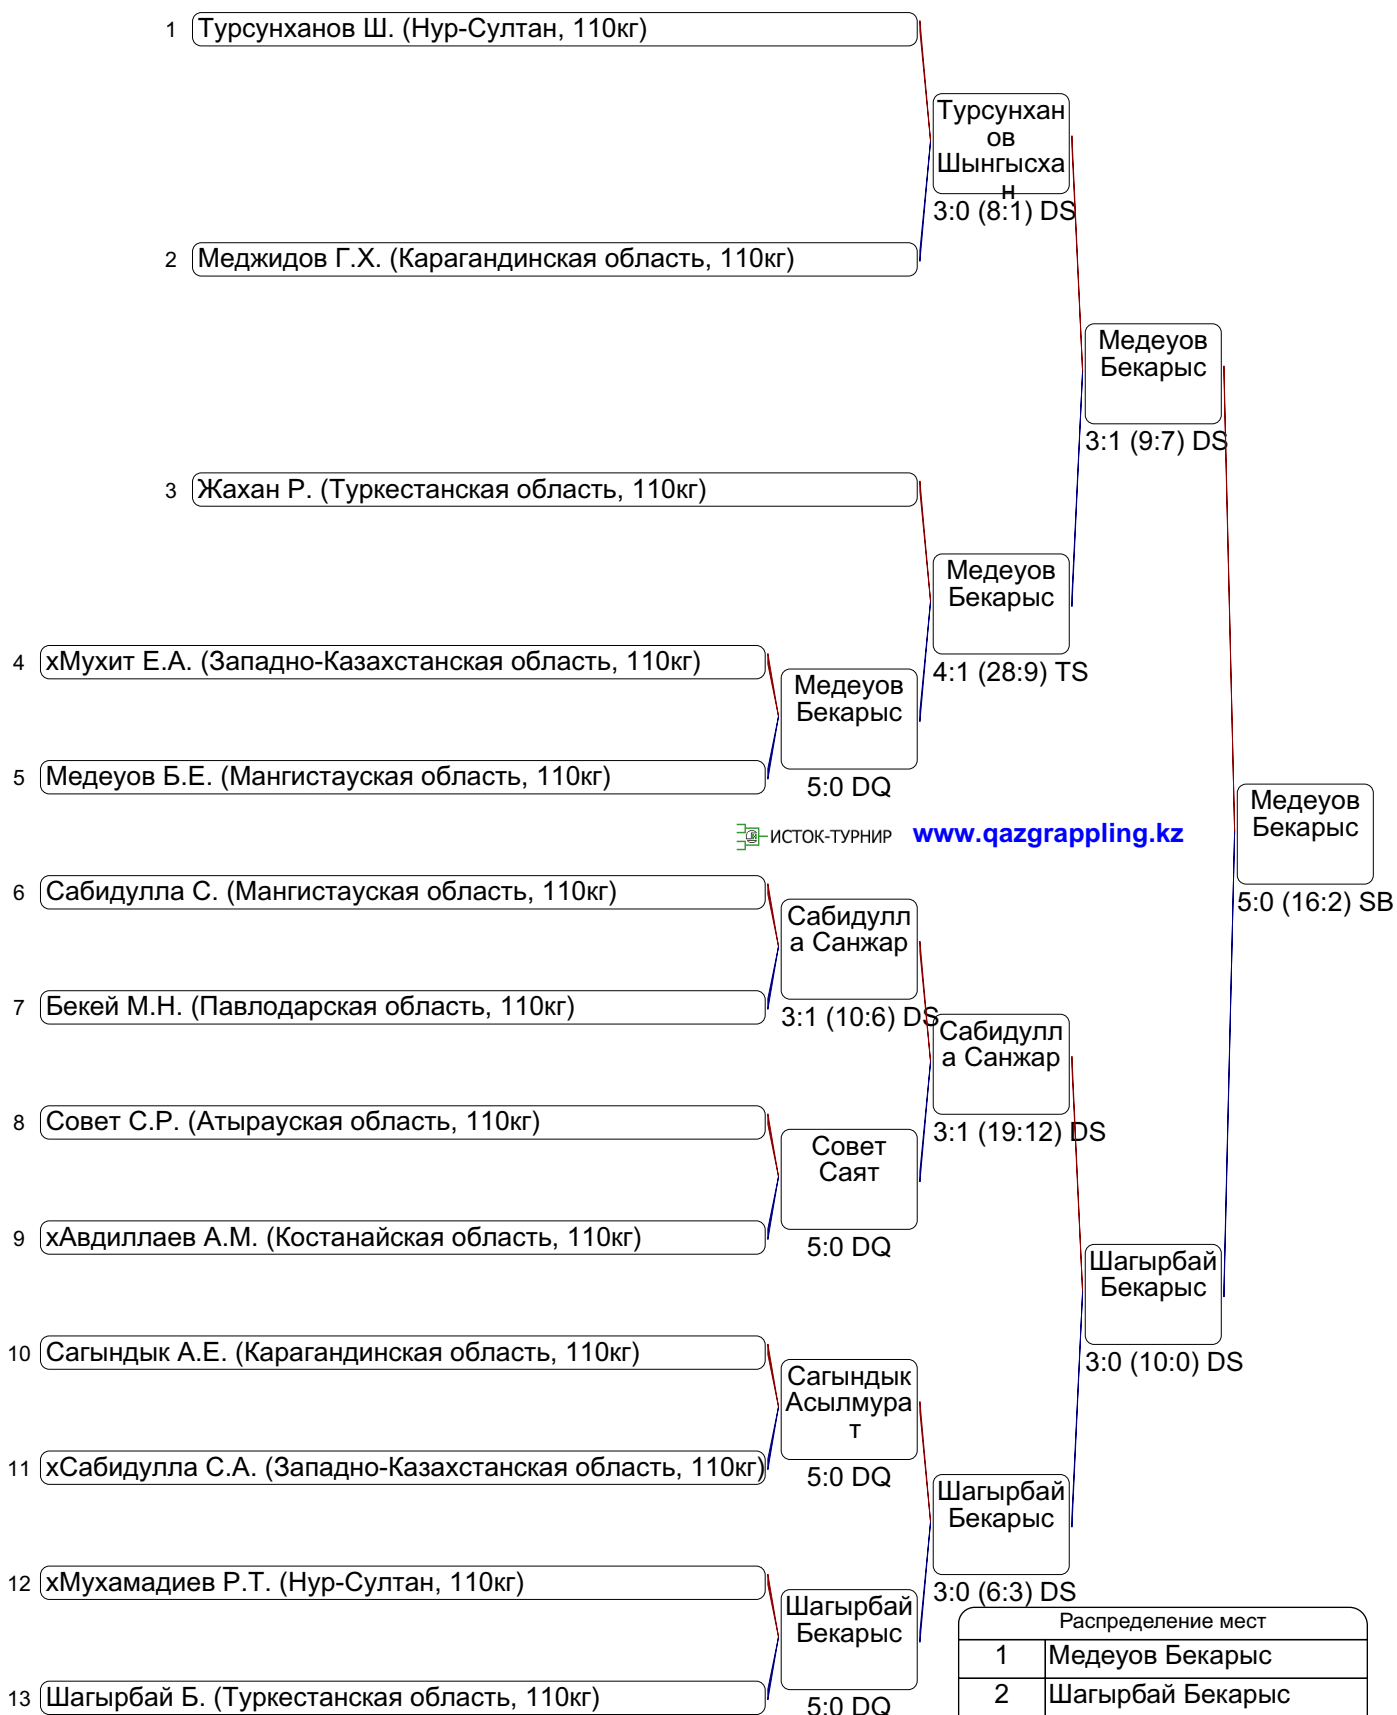 1 Турсунханов Ш. (Нур-Султан, 110кг)
Турсунхан
ов
Шынгысха
н
3:0 (8:1) DS
2 Меджидов Г.Х. (Карагандинская область, 110кг)
Медеуов
Бекарыс
3:1 (9:7) DS
3 Жахан Р. (Туркестанская область, 110кг)
Медеуов
Бекарыс
4:1 (28:9) TS
4 хМухит Е.А. (Западно-Казахстанская область, 110кг)
Медеуов
Бекарыс
5:0 DQ
5 Медеуов Б.Е. (Мангистауская область, 110кг)
Медеуов
Бекарыс
5:0 (16:2) SB
ИСТОК-ТУРНИР www.qazgrappling.kz
6 Сабидулла С. (Мангистауская область, 110кг)
Сабидулл
а Санжар
3:1 (10:6) DS
7 Бекей М.Н. (Павлодарская область, 110кг)
Сабидулл
а Санжар
3:1 (19:12) DS
8 Совет С.Р. (Атырауская область, 110кг)
Совет
Саят
5:0 DQ
9 хАвдиллаев А.М. (Костанайская область, 110кг)
Шагырбай
Бекарыс
3:0 (10:0) DS
10 Сагындык А.Е. (Карагандинская область, 110кг)
Сагындык
Асылмура
т
5:0 DQ
11 хСабидулла С.А. (Западно-Казахстанская область, 110кг)
Шагырбай
Бекарыс
3:0 (6:3) DS
12 хМухамадиев Р.Т. (Нур-Султан, 110кг)
Шагырбай
Бекарыс
5:0 DQ
13 Шагырбай Б. (Туркестанская область, 110кг)
Распределение мест
1 Медеуов Бекарыс
2 Шагырбай Бекарыс